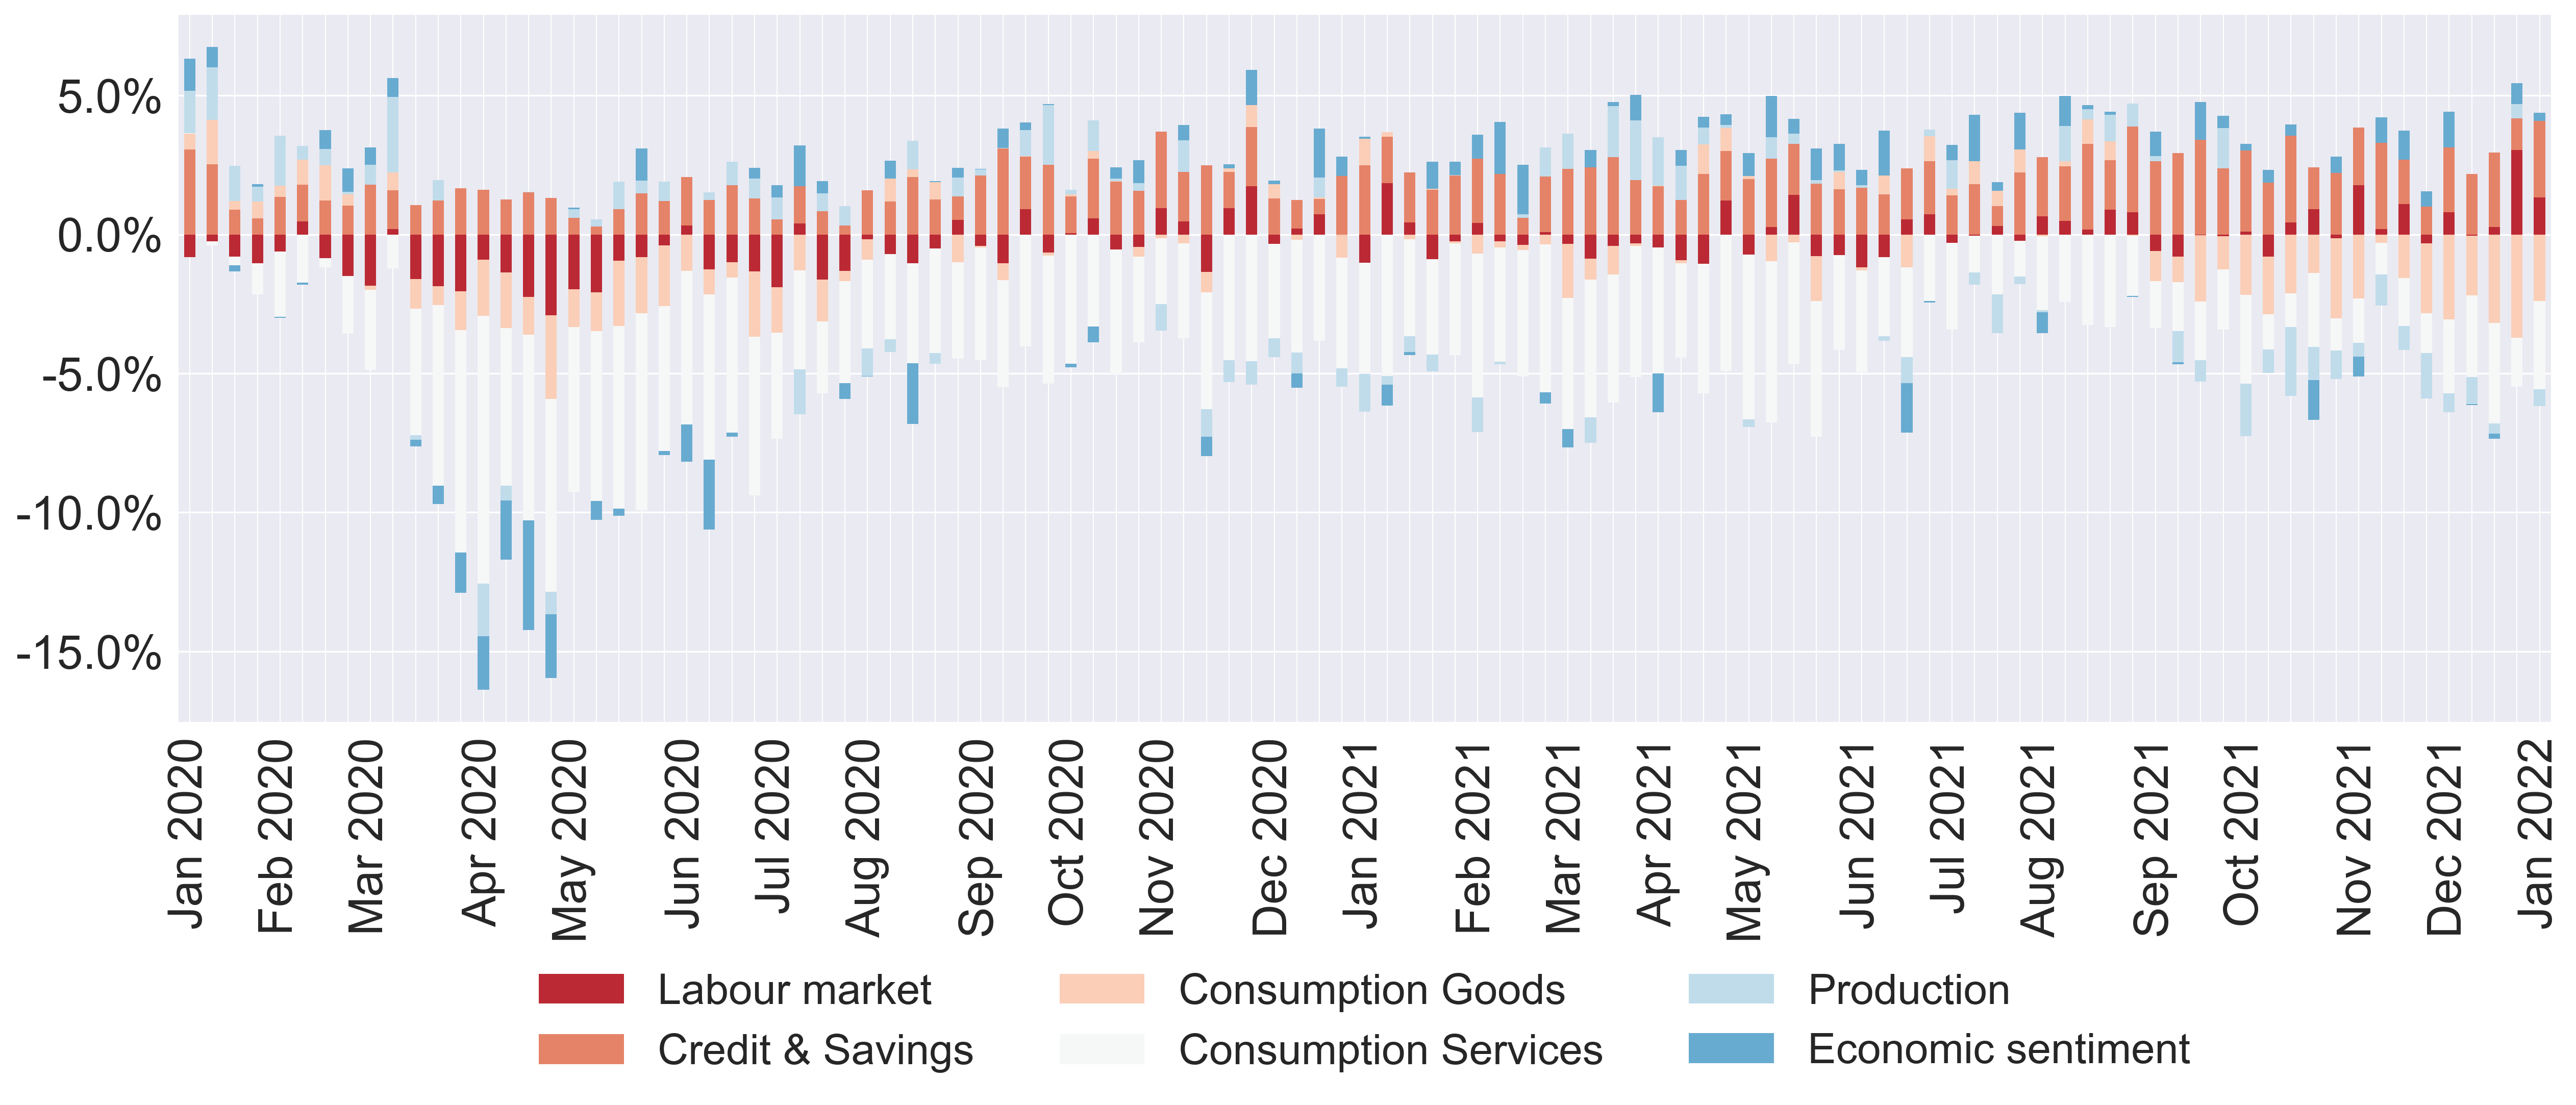 5.0%
0.0%
-5.0%
-10.0%
-15.0%
Jan 2020
Feb 2020
Mar 2020
Apr 2020
May 2020
Jun 2020
Jul 2020
Aug 2020
Sep 2020
Oct 2020
Nov 2020
Dec 2020
Jan 2021
Feb 2021
Mar 2021
Apr 2021
May 2021
Jun 2021
Jul 2021
Aug 2021
Sep 2021
Oct 2021
Nov 2021
Dec 2021
Jan 2022
Labour market
Credit & Savings
Consumption Goods
Consumption Services
Production
Economic sentiment